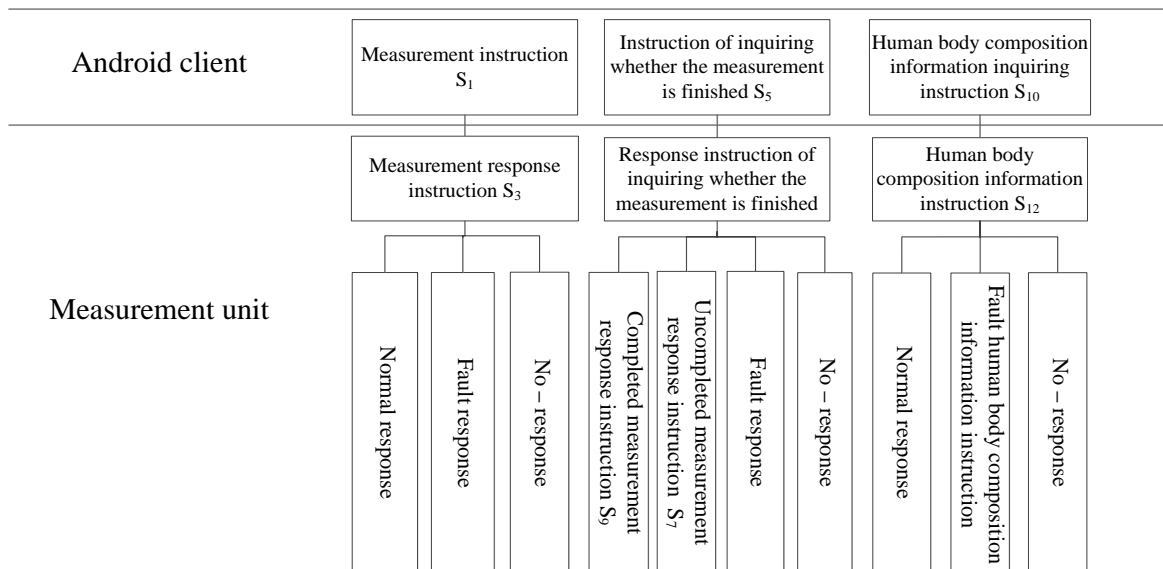 Android client
Measurement instruction
S₁
Instruction of inquiring
whether the measurement
is finished S₅
Human body composition
information inquiring
instruction S₁₀
Measurement unit
Measurement response
instruction S₃
Response instruction of
inquiring whether the
measurement is finished
Human body
composition information
instruction S₁₂
Normal response
Fault response
No – response
Completed measurement
response instruction S₉
Uncompleted measurement
response instruction S₇
Fault response
No – response
Normal response
Fault human body composition
information instruction
No – response